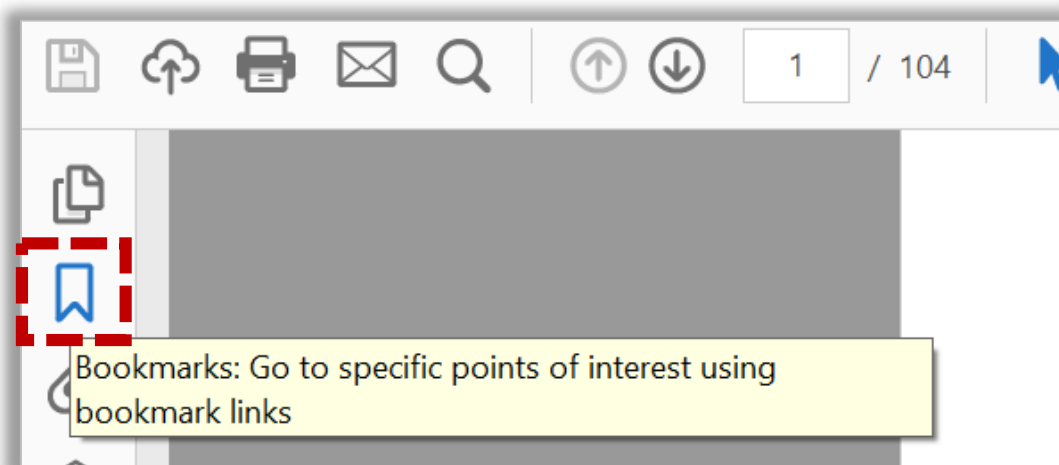 1 / 104
Bookmarks: Go to specific points of interest using
bookmark links